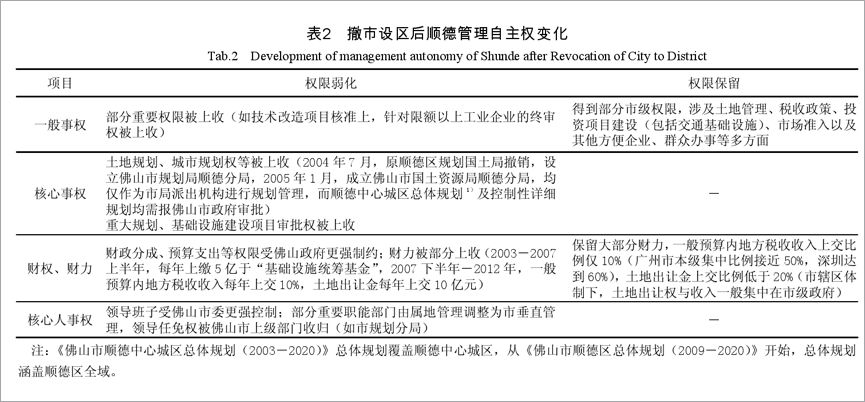 表2 撤市设区后顺德管理自主权变化
Tab.2 Development of management autonomy of Shunde after Revocation of City to District
项目 权限弱化 权限保留
一般事权
部分重要权限被上收（如技术改造项目核准上，针对限额以上工业企业的终审
权被上收）
得到部分市级权限，涉及土地管理、税收政策、投
资项目建设（包括交通基础设施）、市场准入以及
其他方便企业、群众办事等多方面
核心事权
土地规划、城市规划权等被上收（2004年7月，原顺德区规划国土局撤销，设
立佛山市规划局顺德分局，2005年1月，成立佛山市国土资源局顺德分局，均
仅作为市局派出机构进行规划管理，而顺德中心城区总体规划¹⁾及控制性详细
规划均需报佛山市政府审批）
重大规划、基础设施建设项目审批权被上收
－
财权、财力
财政分成、预算支出等权限受佛山政府更强制约；财力被部分上收（2003－2007
上半年，每年上缴5亿于“基础设施统筹基金”，2007下半年－2012年，一般
预算内地方税收收入每年上交10%，土地出让金每年上交10亿元）
保留大部分财力，一般预算内地方税收收入上交比
例仅10%（广州市本级集中比例接近50%，深圳达
到60%），土地出让金上交比例低于20%（市辖区体
制下，土地出让权与收入一般集中在市级政府）
核心人事权
领导班子受佛山市委更强控制；部分重要职能部门由属地管理调整为市垂直管
理，领导任免权被佛山市上级部门收归（如市规划分局）
－
注：《佛山市顺德中心城区总体规划（2003－2020）》总体规划覆盖顺德中心城区，从《佛山市顺德区总体规划（2009－2020）》开始，总体规划
涵盖顺德区全域。